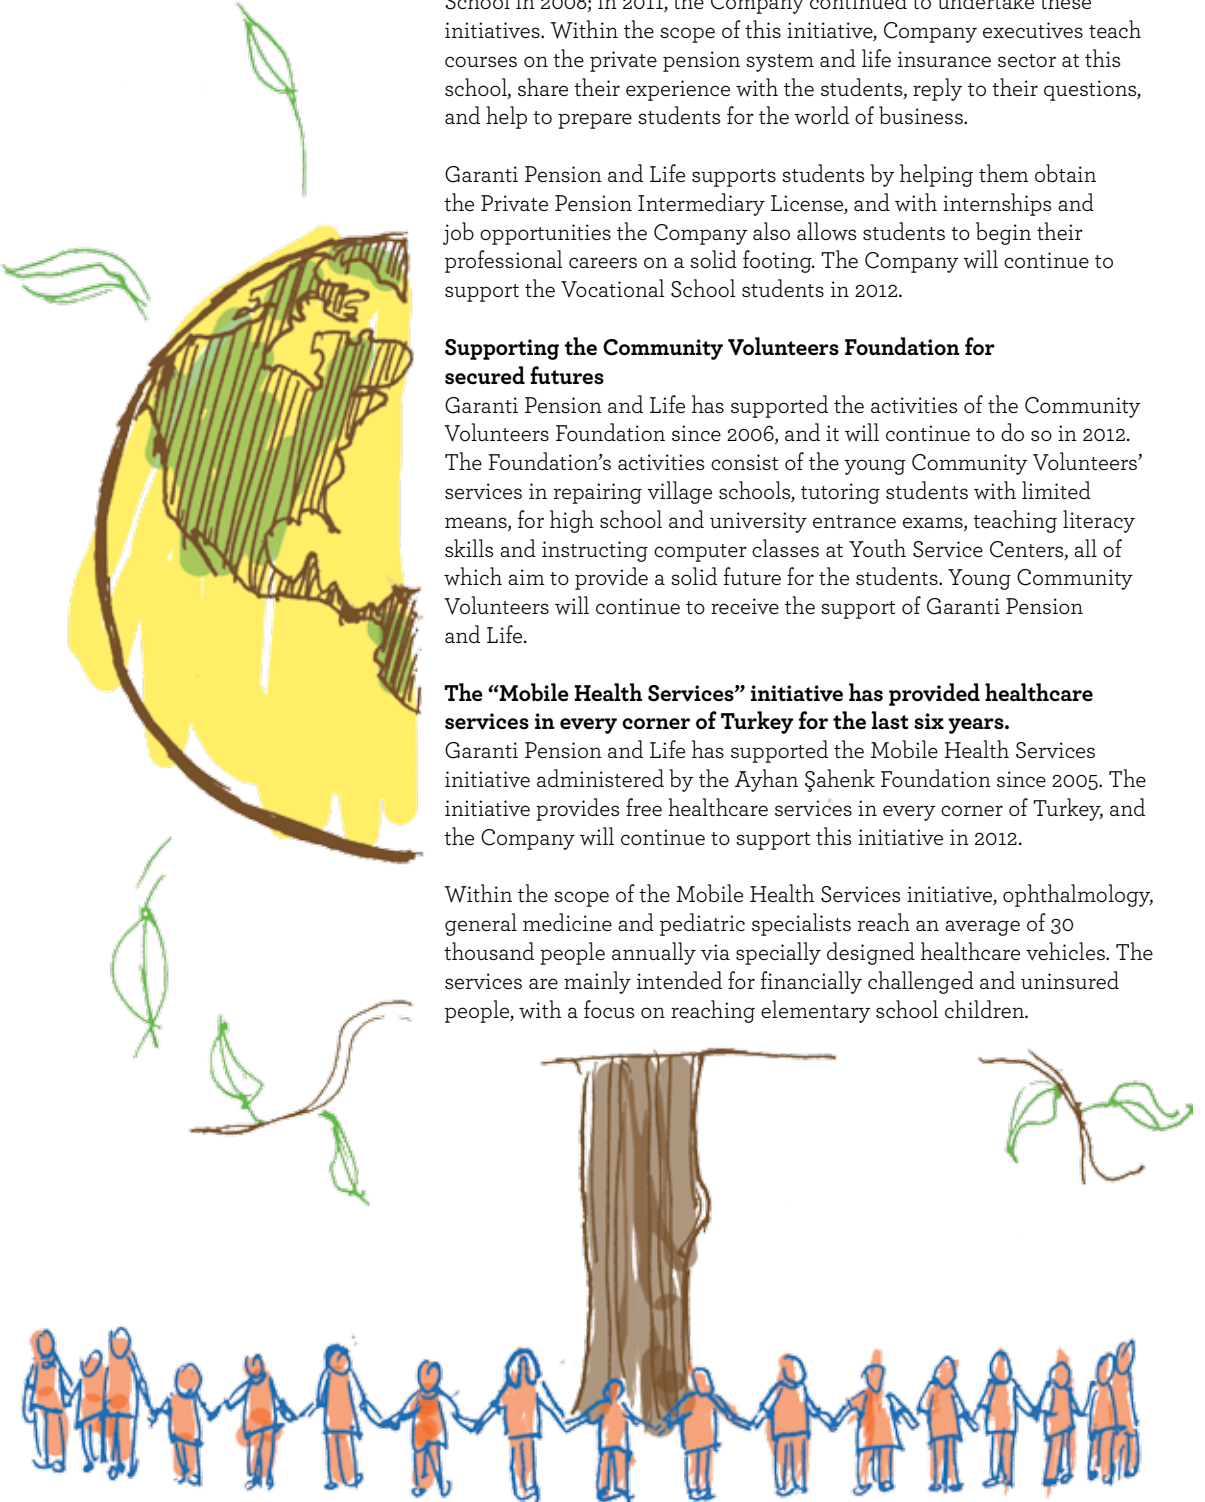 School in 2008; in 2011, the Company continued to undertake these
initiatives. Within the scope of this initiative, Company executives teach
courses on the private pension system and life insurance sector at this
school, share their experience with the students, reply to their questions,
and help to prepare students for the world of business.
Garanti Pension and Life supports students by helping them obtain
the Private Pension Intermediary License, and with internships and
job opportunities the Company also allows students to begin their
professional careers on a solid footing. The Company will continue to
support the Vocational School students in 2012.
Supporting the Community Volunteers Foundation for
secured futures
Garanti Pension and Life has supported the activities of the Community
Volunteers Foundation since 2006, and it will continue to do so in 2012.
The Foundation’s activities consist of the young Community Volunteers’
services in repairing village schools, tutoring students with limited
means, for high school and university entrance exams, teaching literacy
skills and instructing computer classes at Youth Service Centers, all of
which aim to provide a solid future for the students. Young Community
Volunteers will continue to receive the support of Garanti Pension
and Life.
The “Mobile Health Services” initiative has provided healthcare
services in every corner of Turkey for the last six years.
Garanti Pension and Life has supported the Mobile Health Services
initiative administered by the Ayhan Şahenk Foundation since 2005. The
initiative provides free healthcare services in every corner of Turkey, and
the Company will continue to support this initiative in 2012.
Within the scope of the Mobile Health Services initiative, ophthalmology,
general medicine and pediatric specialists reach an average of 30
thousand people annually via specially designed healthcare vehicles. The
services are mainly intended for financially challenged and uninsured
people, with a focus on reaching elementary school children.